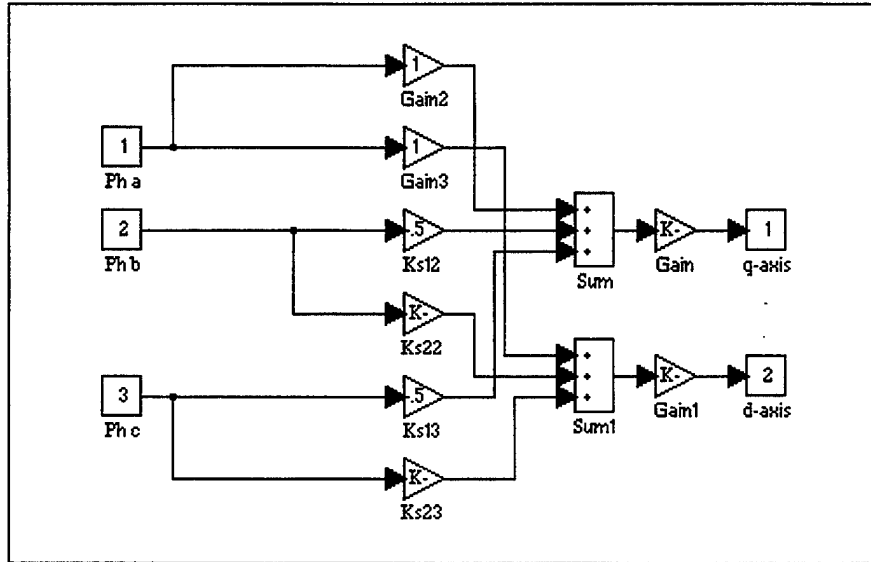 1
Gain2
1
Ph a
1
Gain3
2
Ph b
.5
Ks12
+
+
+
Sum
K-
Gain
1
q-axis
K-
Ks22
3
Ph c
.5
Ks13
+
+
+
Sum1
K-
Gain1
2
d-axis
K-
Ks23